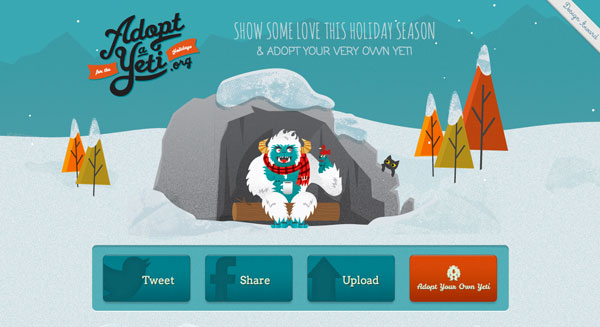 Adopt
a
Yeti
.org
for the
Holidays
SHOW SOME LOVE THIS HOLIDAY SEASON
& ADOPT YOUR VERY OWN YETI
Design Award
Tweet
Share
Upload
Adopt Your Own Yeti